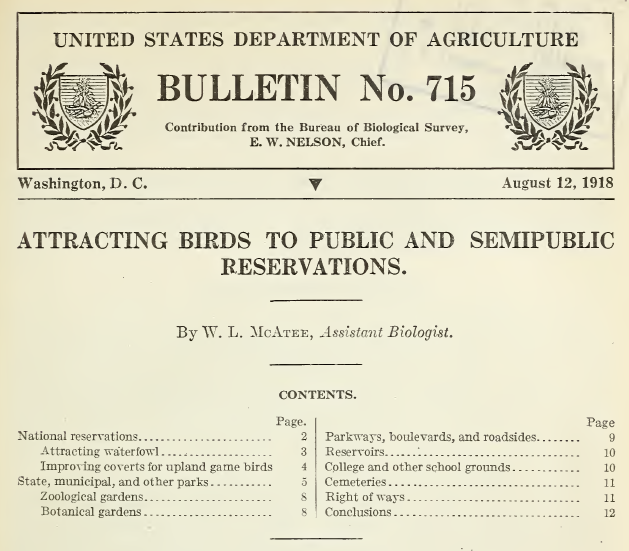 UNITED STATES DEPARTMENT OF AGRICULTURE
BULLETIN No. 715
Contribution from the Bureau of Biological Survey,
E. W. NELSON, Chief.
Washington, D. C. ▼ August 12, 1918
ATTRACTING BIRDS TO PUBLIC AND SEMIPUBLIC
RESERVATIONS.
By W. L. McATEE, Assistant Biologist.
CONTENTS.
Page.
National reservations.......................... 2
Attracting waterfowl....................... 3
Improving coverts for upland game birds 4
State, municipal, and other parks.............. 5
Zoological gardens......................... 8
Botanical gardens.......................... 8
Page
Parkways, boulevards, and roadsides........ 9
Reservoirs.................................. 10
College and other school grounds............ 10
Cemeteries.................................. 11
Right of ways............................... 11
Conclusions................................. 12